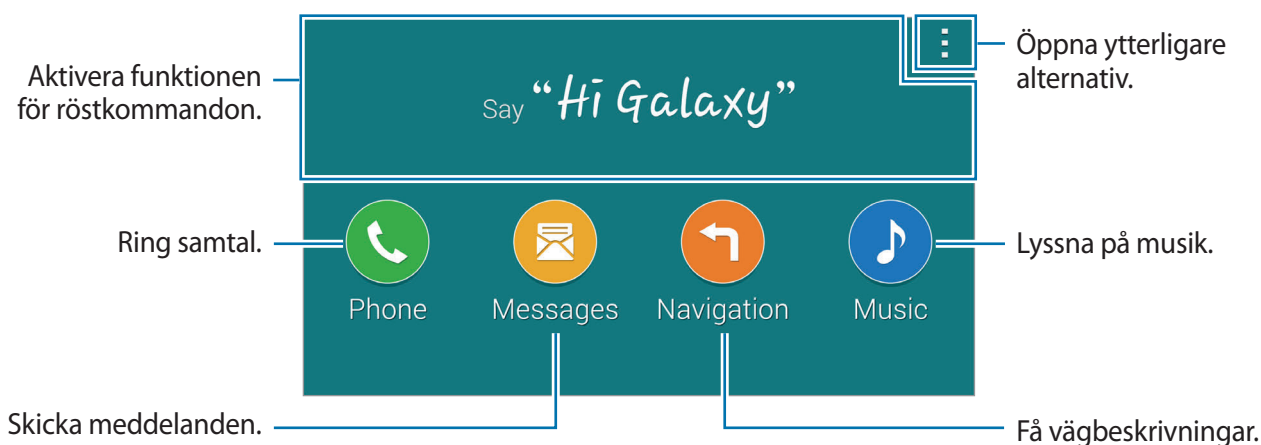 Aktivera funktionen
för röstkommandon.
Say “Hi Galaxy”
Öppna ytterligare
alternativ.
Ring samtal.
Lyssna på musik.
Phone
Messages
Navigation
Music
Skicka meddelanden.
Få vägbeskrivningar.